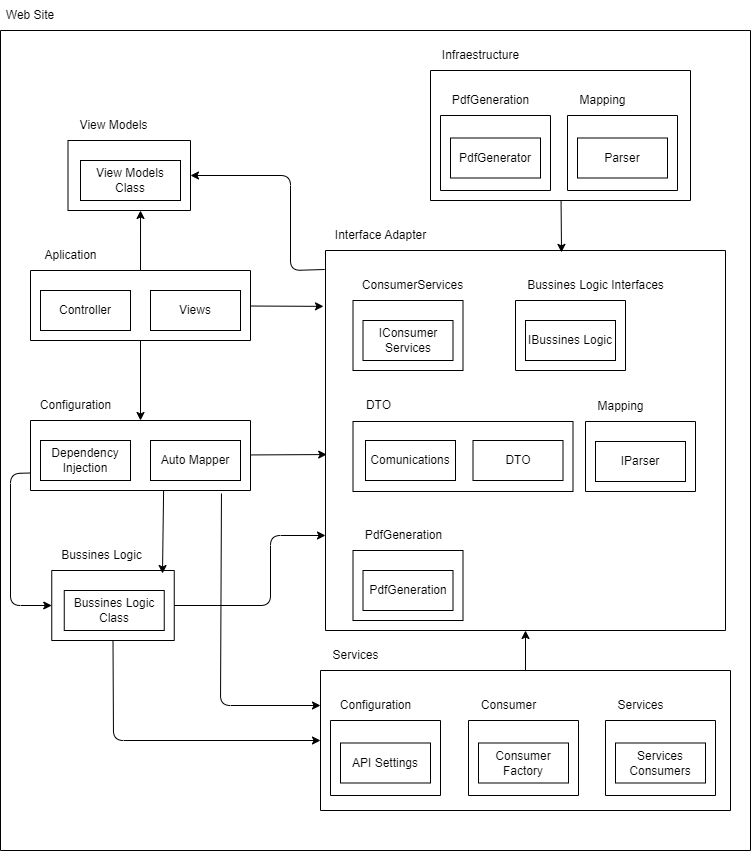 Web Site
Infraestructure
PdfGeneration
Mapping
PdfGenerator
Parser
View Models
View Models
Class
Interface Adapter
Aplication
Controller
Views
ConsumerServices
IConsumer
Services
Bussines Logic Interfaces
IBussines Logic
Configuration
Dependency
Injection
Auto Mapper
DTO
Comunications
DTO
Mapping
IParser
Bussines Logic
Bussines Logic
Class
PdfGeneration
PdfGeneration
Services
Configuration
API Settings
Consumer
Consumer
Factory
Services
Services
Consumers